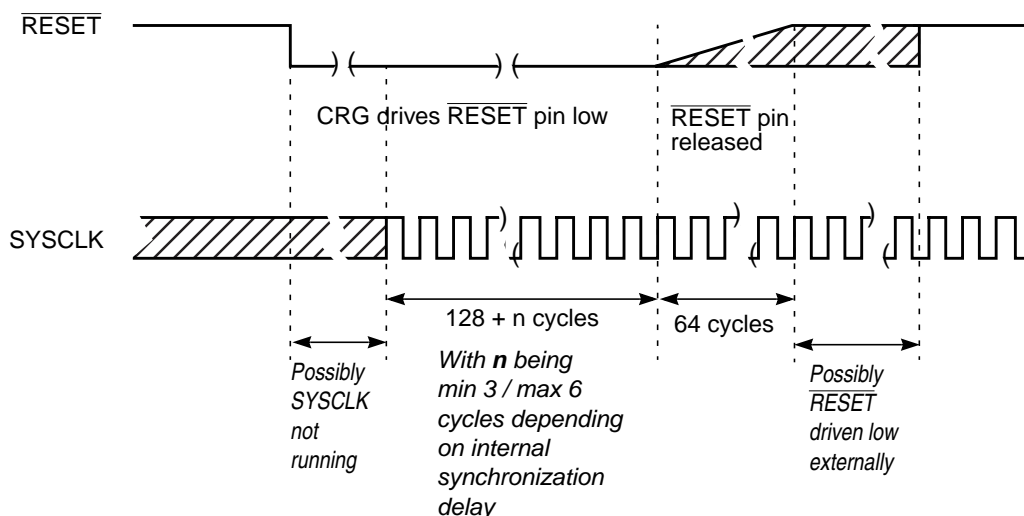 RESET
CRG drives RESET pin low
RESET pin
released
SYSCLK
128 + n cycles
64 cycles
With n being
min 3 / max 6
cycles depending
on internal
synchronization
delay
Possibly
SYSCLK
not
running
Possibly
RESET
driven low
externally